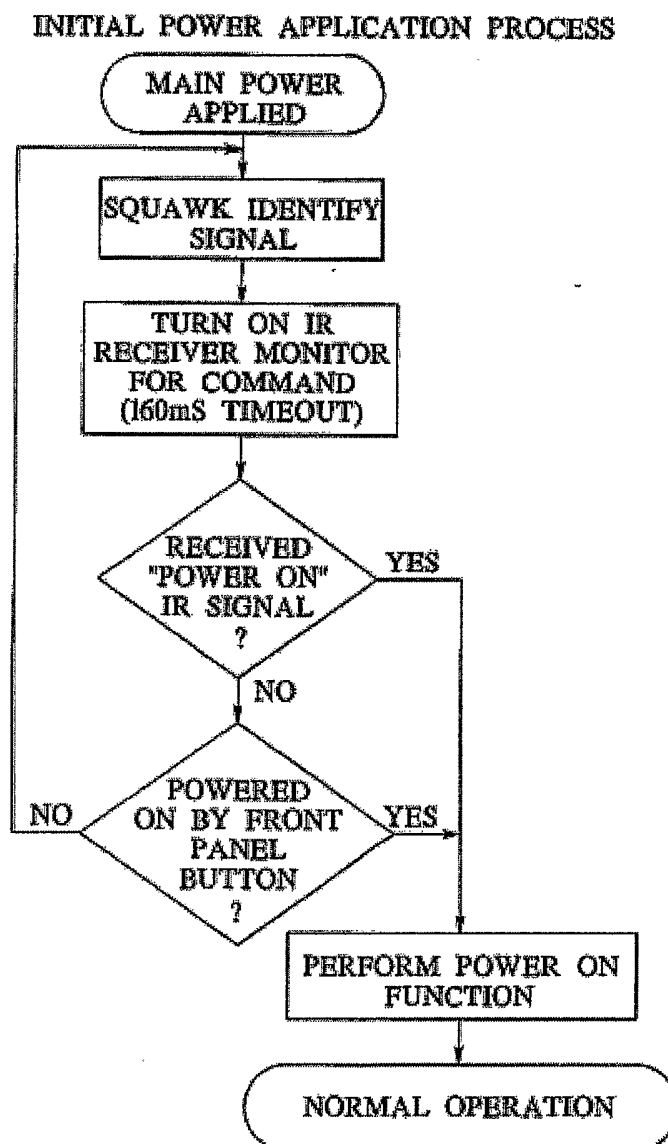 INITIAL POWER APPLICATION PROCESS
MAIN POWER
APPLIED
SQUAWK IDENTIFY
SIGNAL
TURN ON IR
RECEIVER MONITOR
FOR COMMAND
(160mS TIMEOUT)
RECEIVED
"POWER ON"
IR SIGNAL
?
YES
NO
POWERED
ON BY FRONT
PANEL
BUTTON
?
NO
YES
PERFORM POWER ON
FUNCTION
NORMAL OPERATION